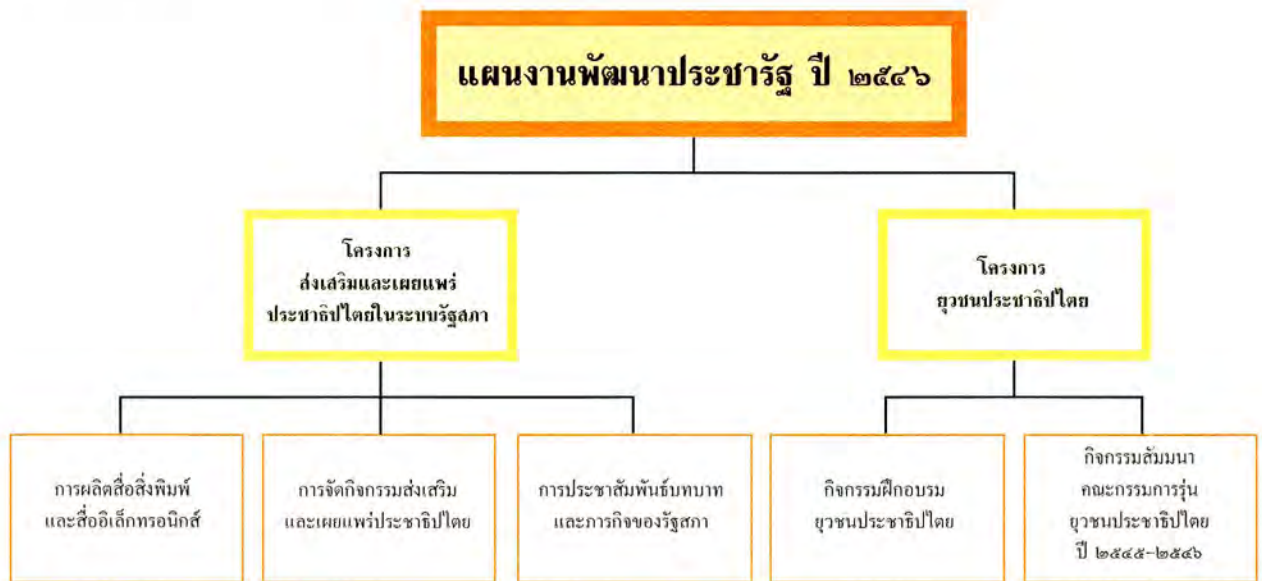 แผนงานพัฒนาประชารัฐ ปี ๒๕๔๖
โครงการ
ส่งเสริมและเผยแพร่
ประชาธิปไตยในระบบรัฐสภา
โครงการ
ยุวชนประชาธิปไตย
การผลิตสื่อสิ่งพิมพ์
และสื่ออิเล็กทรอนิกส์
การจัดกิจกรรมส่งเสริม
และเผยแพร่ประชาธิปไตย
การประชาสัมพันธ์บทบาท
และภารกิจของรัฐสภา
กิจกรรมฝึกอบรม
ยุวชนประชาธิปไตย
กิจกรรมสัมมนา
คณะกรรมการรุ่น
ยุวชนประชาธิปไตย
ปี ๒๕๔๕-๒๕๔๖